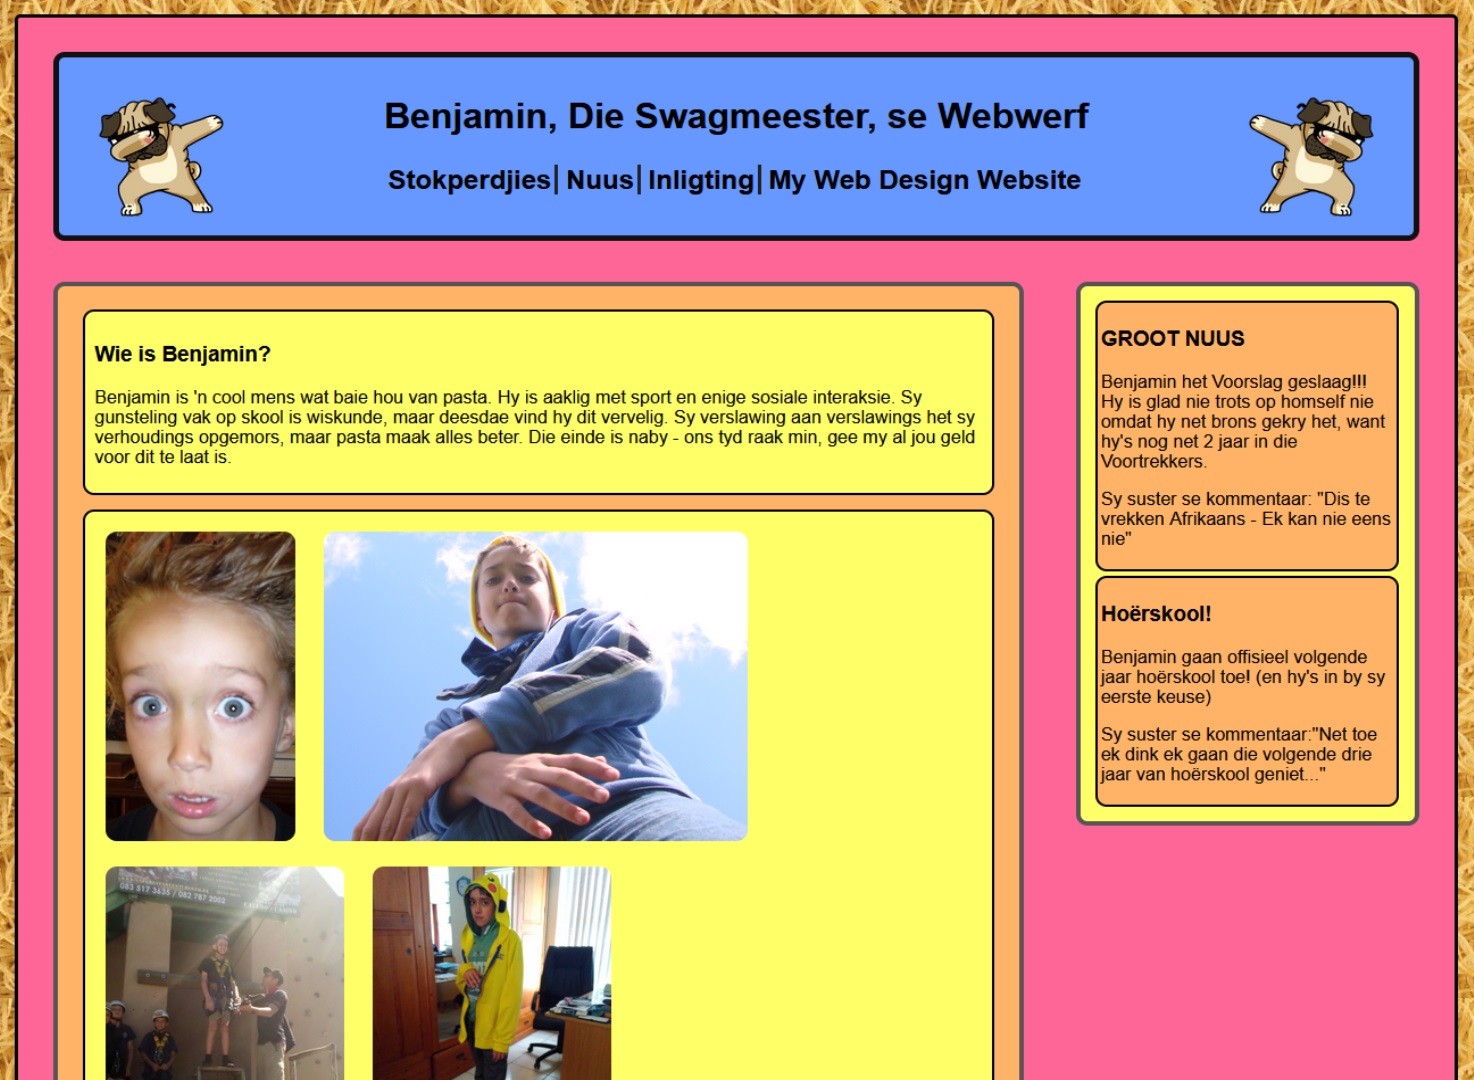 Benjamin, Die Swagmeester, se Webwerf
Stokperdjies| Nuus| Inligting| My Web Design Website
Wie is Benjamin?
Benjamin is 'n cool mens wat baie hou van pasta. Hy is aaklig met sport en enige sosiale interaksie. Sy
gunsteling vak op skool is wiskunde, maar deesdae vind hy dit vervelig. Sy verslawing aan verslawings het sy
verhoudings opgemors, maar pasta maak alles beter. Die einde is naby - ons tyd raak min, gee my al jou geld
voor dit te laat is.
083 517 3435 / 082 787 2002
GROOT NUUS
Benjamin het Voorslag geslaag!!!
Hy is glad nie trots op homself nie
omdat hy net brons gekry het, want
hy's nog net 2 jaar in die
Voortrekkers.
Sy suster se kommentaar: "Dis te
vrekken Afrikaans - Ek kan nie eens
nie"
Hoërskool!
Benjamin gaan offisieel volgende
jaar hoërskool toe! (en hy's in by sy
eerste keuse)
Sy suster se kommentaar:"Net toe
ek dink ek gaan die volgende drie
jaar van hoërskool geniet..."